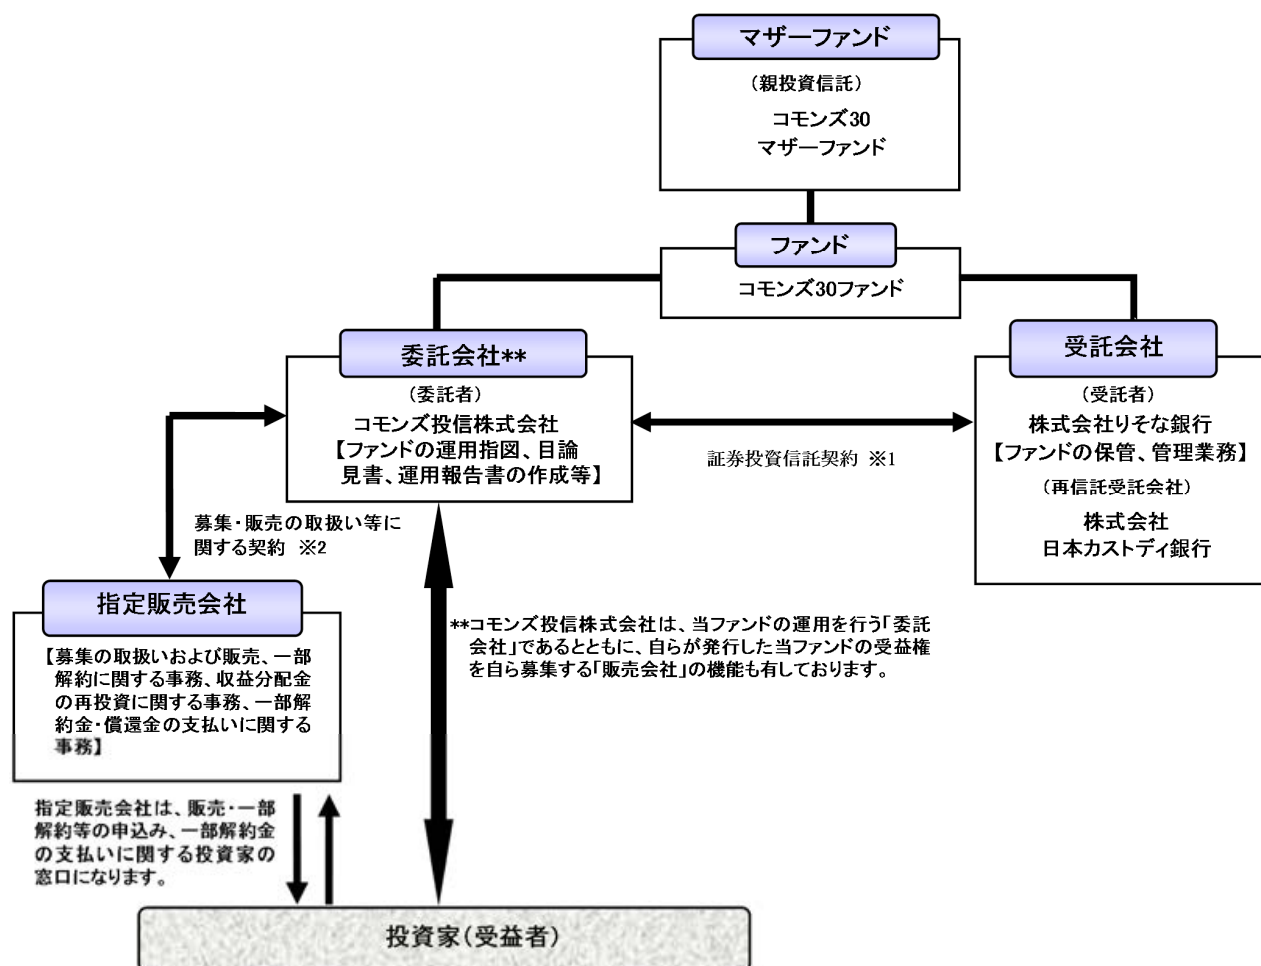 マザーファンド
（親投資信託）
コモンズ30
マザーファンド
ファンド
コモンズ30ファンド
委託会社**
（委託者）
コモンズ投信株式会社
【ファンドの運用指図、目論
見書、運用報告書の作成等】
証券投資信託契約 ※1
受託会社
（受託者）
株式会社りそな銀行
【ファンドの保管、管理業務】
（再信託受託会社）
株式会社
日本カストディ銀行
募集・販売の取扱い等に
関する契約 ※2
指定販売会社
【募集の取扱いおよび販売、一部
解約に関する事務、収益分配金
の再投資に関する事務、一部解
約金・償還金の支払いに関する
事務】
**コモンズ投信株式会社は、当ファンドの運用を行う「委託
会社」であるとともに、自らが発行した当ファンドの受益権
を自ら募集する「販売会社」の機能も有しております。
指定販売会社は、販売・一部
解約等の申込み、一部解約金
の支払いに関する投資家の
窓口になります。
投資家（受益者）